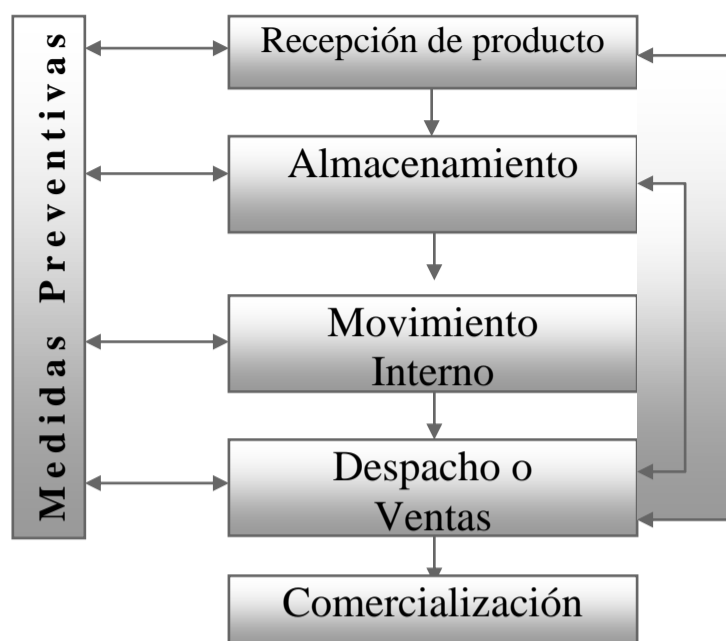 Medidas Preventivas
Recepción de producto
Almacenamiento
Movimiento
Interno
Despacho o
Ventas
Comercialización